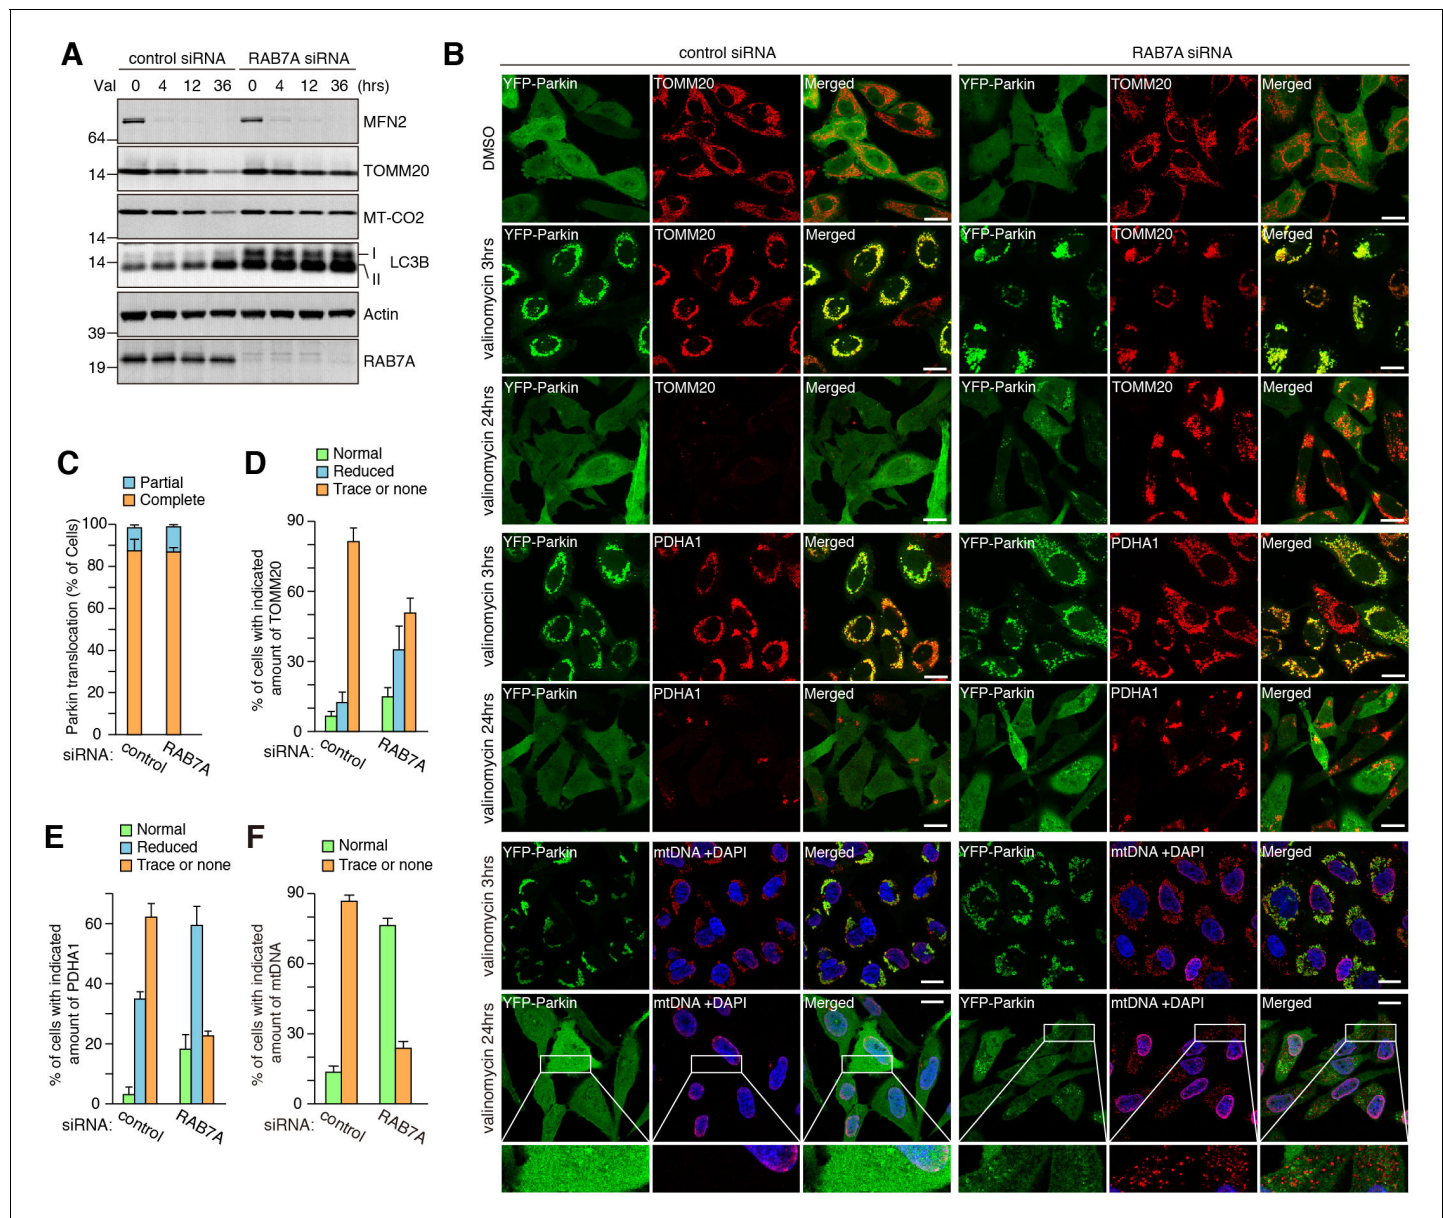 A
control siRNA RAB7A siRNA
Val 0 4 12 36 0 4 12 36 (hrs)
MFN2
64
TOMM20
14
MT-CO2
14
I
14 LC3B
II
Actin
39
RAB7A
19
B
control siRNA RAB7A siRNA
DMSO
YFP-Parkin TOMM20 Merged YFP-Parkin TOMM20 Merged
valinomycin 3hrs
YFP-Parkin TOMM20 Merged YFP-Parkin TOMM20 Merged
valinomycin 24hrs
YFP-Parkin TOMM20 Merged YFP-Parkin TOMM20 Merged
valinomycin 3hrs
YFP-Parkin PDHA1 Merged YFP-Parkin PDHA1 Merged
valinomycin 24hrs
YFP-Parkin PDHA1 Merged YFP-Parkin PDHA1 Merged
valinomycin 3hrs
YFP-Parkin mtDNA +DAPI Merged YFP-Parkin mtDNA +DAPI Merged
valinomycin 24hrs
YFP-Parkin mtDNA +DAPI Merged YFP-Parkin mtDNA +DAPI Merged
C
Partial
Complete
Parkin translocation (% of Cells)
100
80
60
40
20
0
siRNA: control RAB7A
D
Normal
Reduced
Trace or none
% of cells with indicated
amount of TOMM20
90
60
30
0
siRNA: control RAB7A
E
Normal
Reduced
Trace or none
% of cells with indicated
amount of PDHA1
60
40
20
0
siRNA: control RAB7A
F
Normal
Trace or none
% of cells with indicated
amount of mtDNA
90
60
30
0
siRNA: control RAB7A